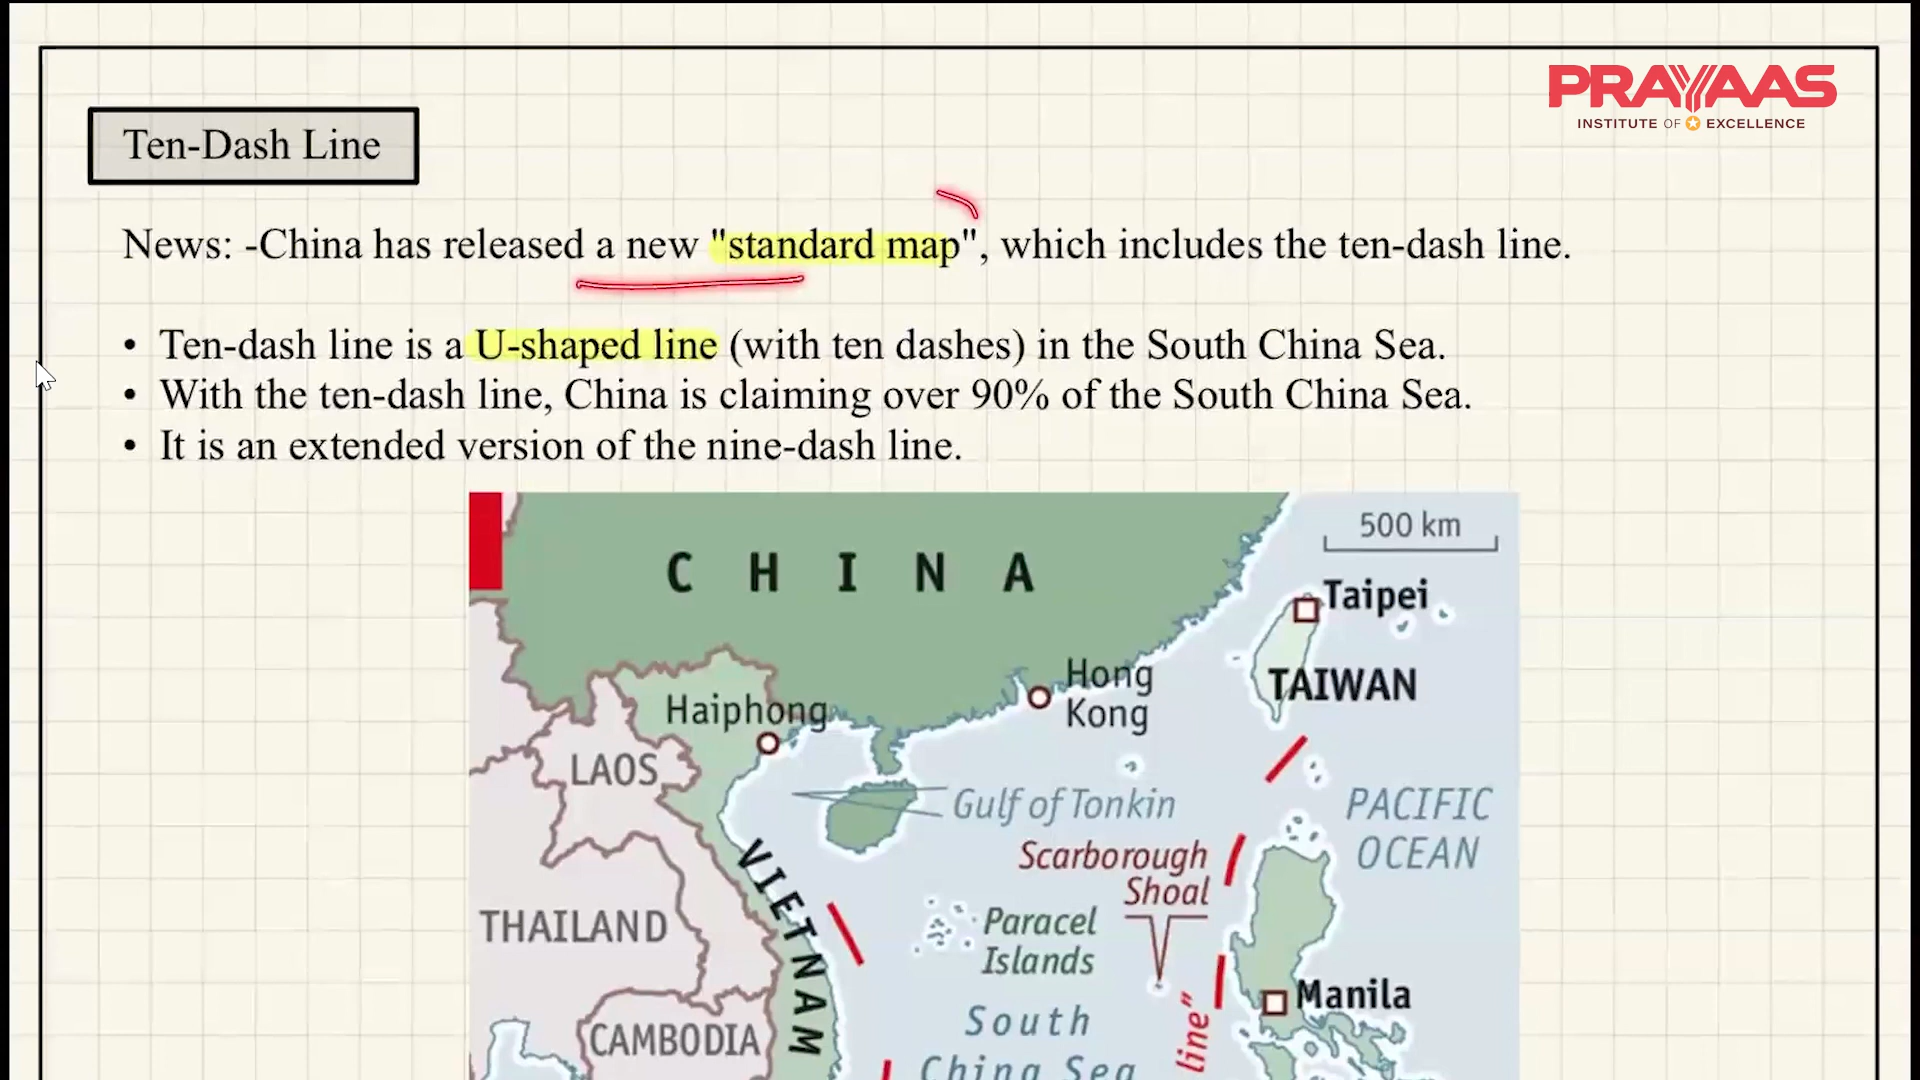 PRAYAAS
INSTITUTE OF EXCELLENCE
Ten-Dash Line
News: -China has released a new "standard map", which includes the ten-dash line.
• Ten-dash line is a U-shaped line (with ten dashes) in the South China Sea.
• With the ten-dash line, China is claiming over 90% of the South China Sea.
• It is an extended version of the nine-dash line.
500 km
CHINA
Taipei
TAIWAN
Hong
Kong
Haiphong
LAOS
Gulf of Tonkin
PACIFIC
OCEAN
Scarborough
Shoal
VIETNAM
THAILAND
Paracel
Islands
Manila
CAMBODIA
South
China Sea
line"